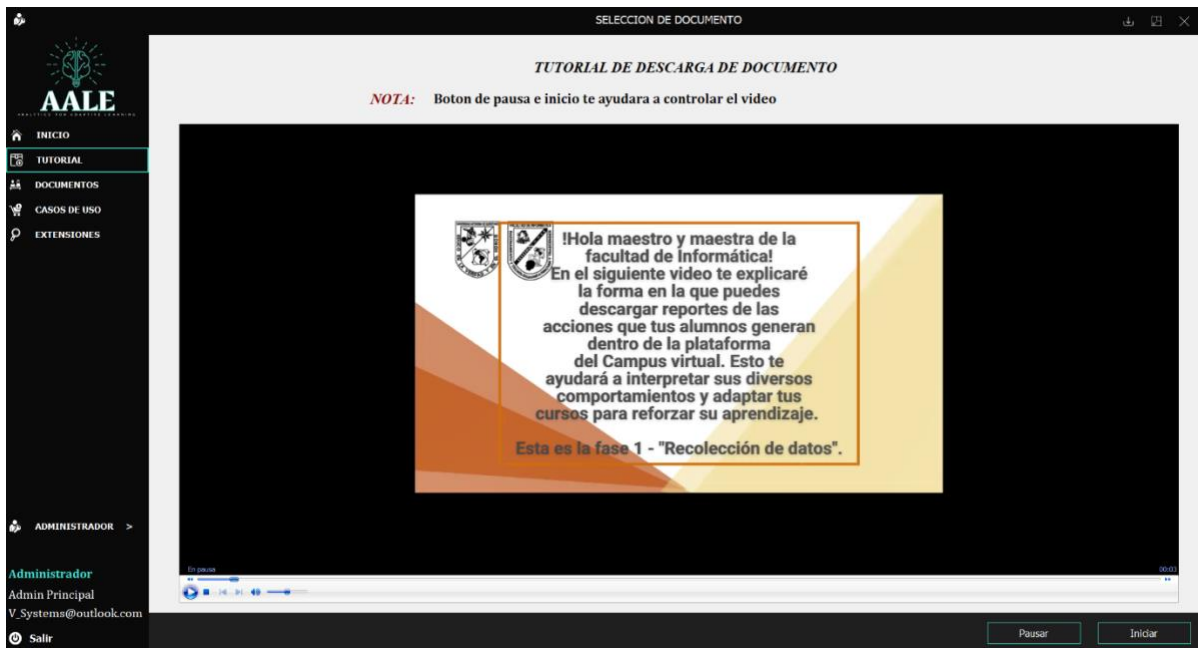 SELECCION DE DOCUMENTO
AALE
ANALYTICS FOR ADAPTIVE LEARNING
INICIO
TUTORIAL
DOCUMENTOS
CASOS DE USO
EXTENSIONES
ADMINISTRADOR >
Administrador
Admin Principal
V_Systems@outlook.com
Salir
TUTORIAL DE DESCARGA DE DOCUMENTO
NOTA: Boton de pausa e inicio te ayudara a controlar el video
!Hola maestro y maestra de la
facultad de Informática!
En el siguiente video te explicaré
la forma en la que puedes
descargar reportes de las
acciones que tus alumnos generan
dentro de la plataforma
del Campus virtual. Esto te
ayudará a interpretar sus diversos
comportamientos y adaptar tus
cursos para reforzar su aprendizaje.
Esta es la fase 1 - "Recolección de datos".
En pausa
00:03
Pausar
Iniciar